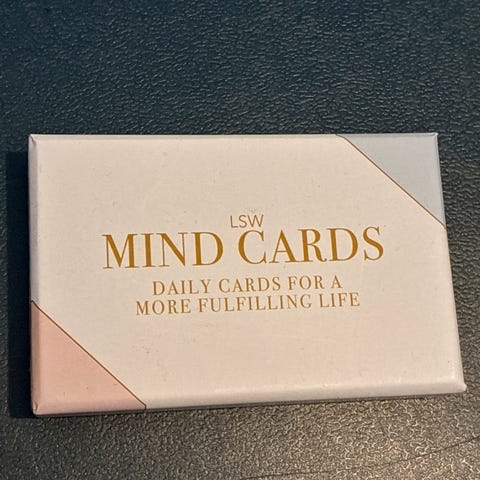 LSW
MIND CARDS
DAILY CARDS FOR A
MORE FULFILLING LIFE